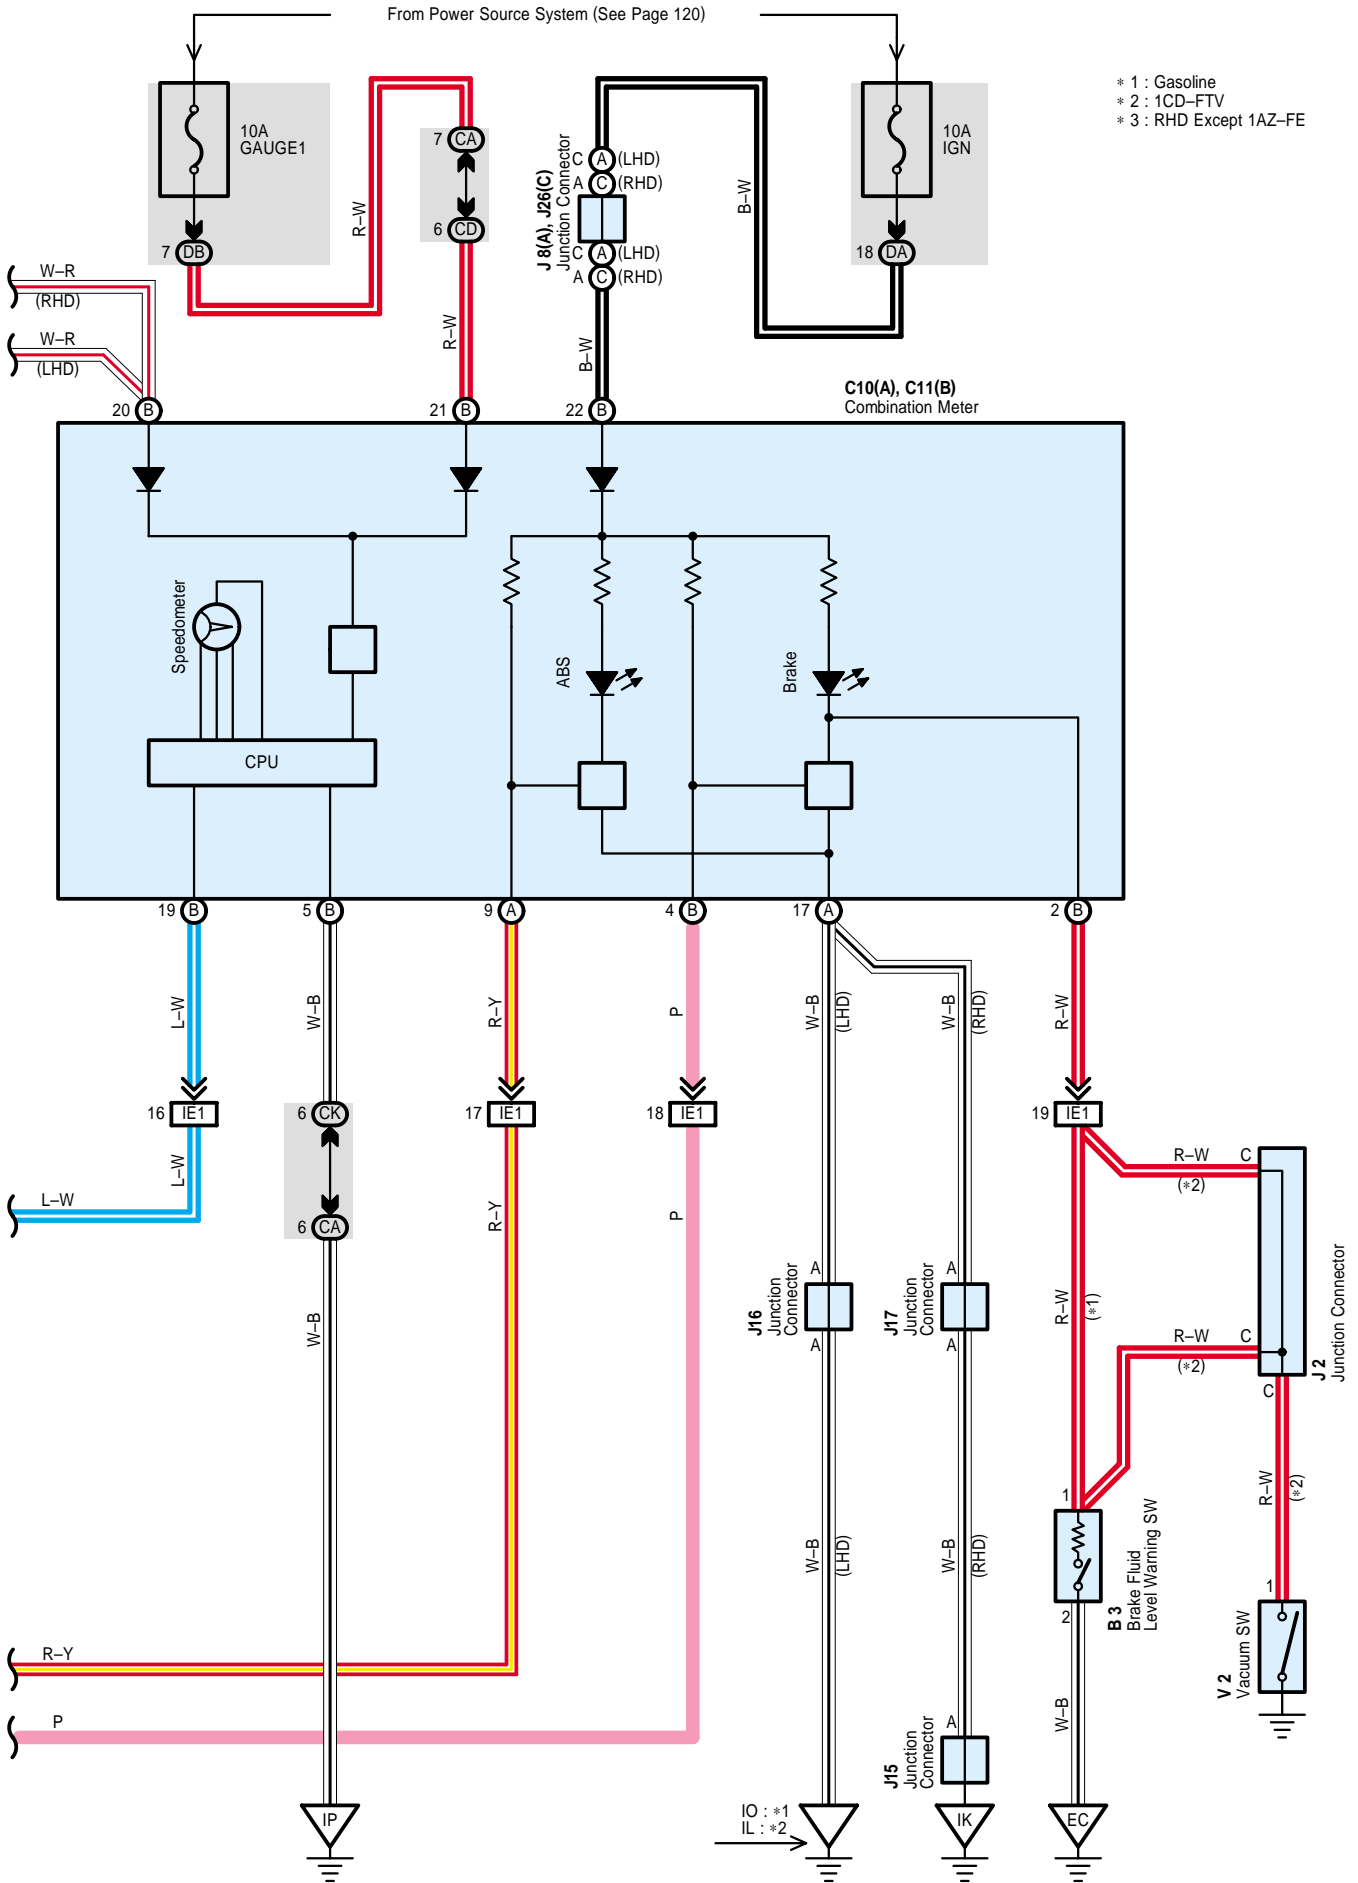 From Power Source System (See Page 120)
* 1 : Gasoline
* 2 : 1CD–FTV
* 3 : RHD Except 1AZ–FE
10A
GAUGE1
7 DB
R–W
7 CA
6 CD
R–W
J 8(A), J26(C)
Junction Connector
C A (LHD)
A C (RHD)
C A (LHD)
A C (RHD)
B–W
B–W
10A
IGN
18 DA
W–R
(RHD)
W–R
(LHD)
C10(A), C11(B)
Combination Meter
20 B
21 B
22 B
Speedometer
CPU
ABS
Brake
19 B
5 B
9 A
4 B
17 A
2 B
L–W
W–B
R–Y
P
W–B
(LHD)
W–B
(RHD)
R–W
16 IE1
6 CK
17 IE1
18 IE1
19 IE1
L–W
L–W
6 CA
R–Y
P
R–W
(*2)
C
W–B
J16
Junction
Connector
A
A
J17
Junction
Connector
A
A
R–W
(*1)
R–W
(*2)
C
C
J 2
Junction Connector
R–W
(*2)
W–B
(LHD)
W–B
(RHD)
1
2
B 3
Brake Fluid
Level Warning SW
1
V 2
Vacuum SW
R–Y
P
W–B
J15
Junction
Connector
A
IP
IO : *1
IL : *2
IK
EC